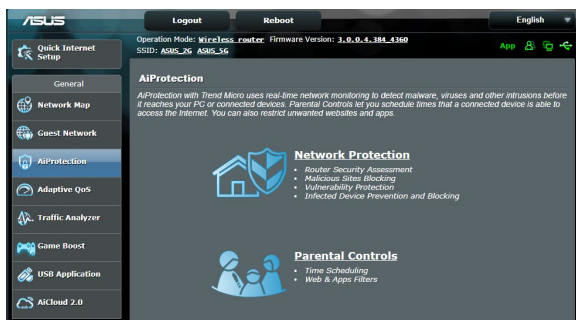 ASUS
Logout
Reboot
English
Quick Internet
Setup
Operation Mode: Wireless router Firmware Version: 3.0.0.4.384_4360
SSID: ASUS_2G ASUS_5G
App
General
Network Map
Guest Network
AiProtection
Adaptive QoS
Traffic Analyzer
Game Boost
USB Application
AiCloud 2.0
AiProtection
AiProtection with Trend Micro uses real-time network monitoring to detect malware, viruses and other intrusions before
it reaches your PC or connected devices. Parental Controls let you schedule times that a connected device is able to
access the Internet. You can also restrict unwanted websites and apps.
Network Protection
• Router Security Assessment
• Malicious Sites Blocking
• Vulnerability Protection
• Infected Device Prevention and Blocking
Parental Controls
• Time Scheduling
• Web & Apps Filters